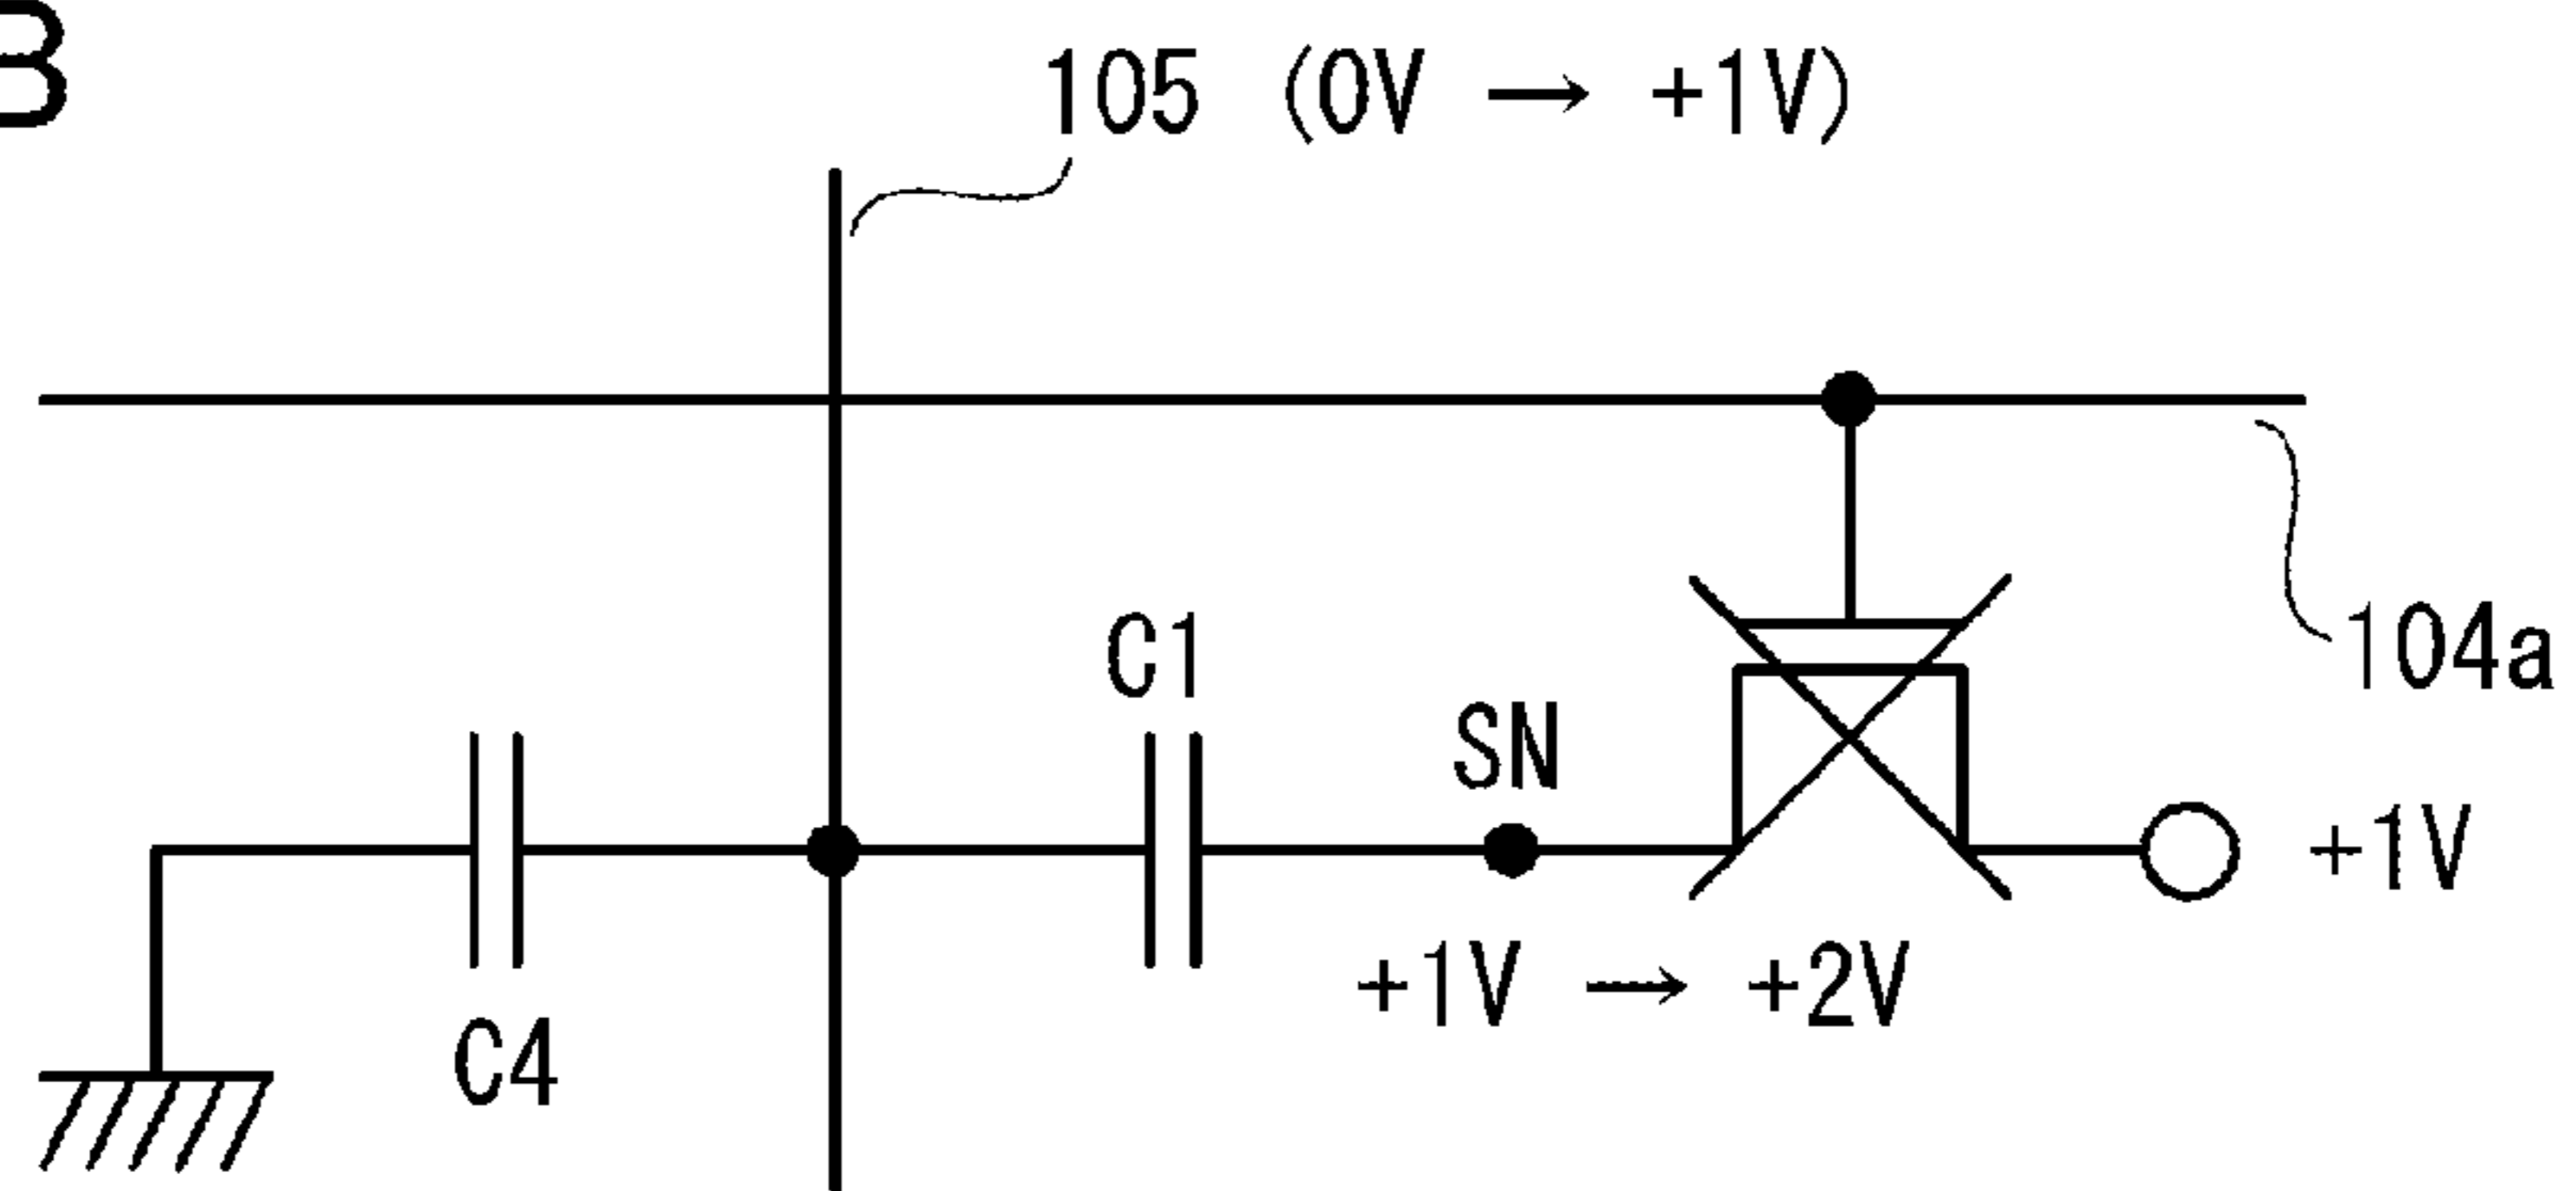 B
105 (0V → +1V)
104a
C1
SN
+1V
+1V → +2V
C4